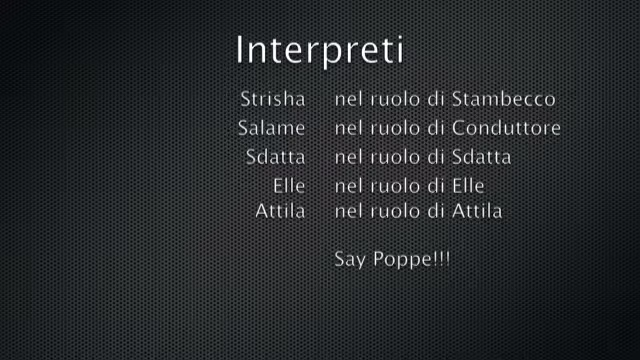 Interpreti
Strisha nel ruolo di Stambecco
Salame nel ruolo di Conduttore
Sdatta nel ruolo di Sdatta
Elle nel ruolo di Elle
Attila nel ruolo di Attila
Say Poppe!!!